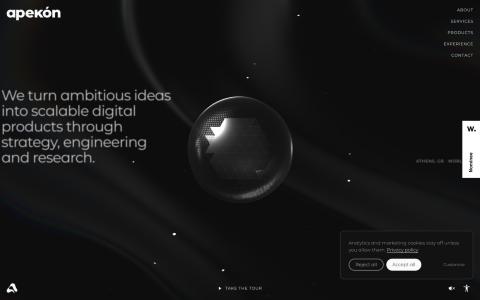 apekón
ABOUT
SERVICES
PRODUCTS
EXPERIENCE
CONTACT
We turn ambitious ideas
into scalable digital
products through
strategy, engineering
and research.
W.
Nominee
ATHENS, GR
Analytics and marketing cookies stay off unless
you allow them. Privacy policy
Reject all
Accept all
Customize
TAKE THE TOUR